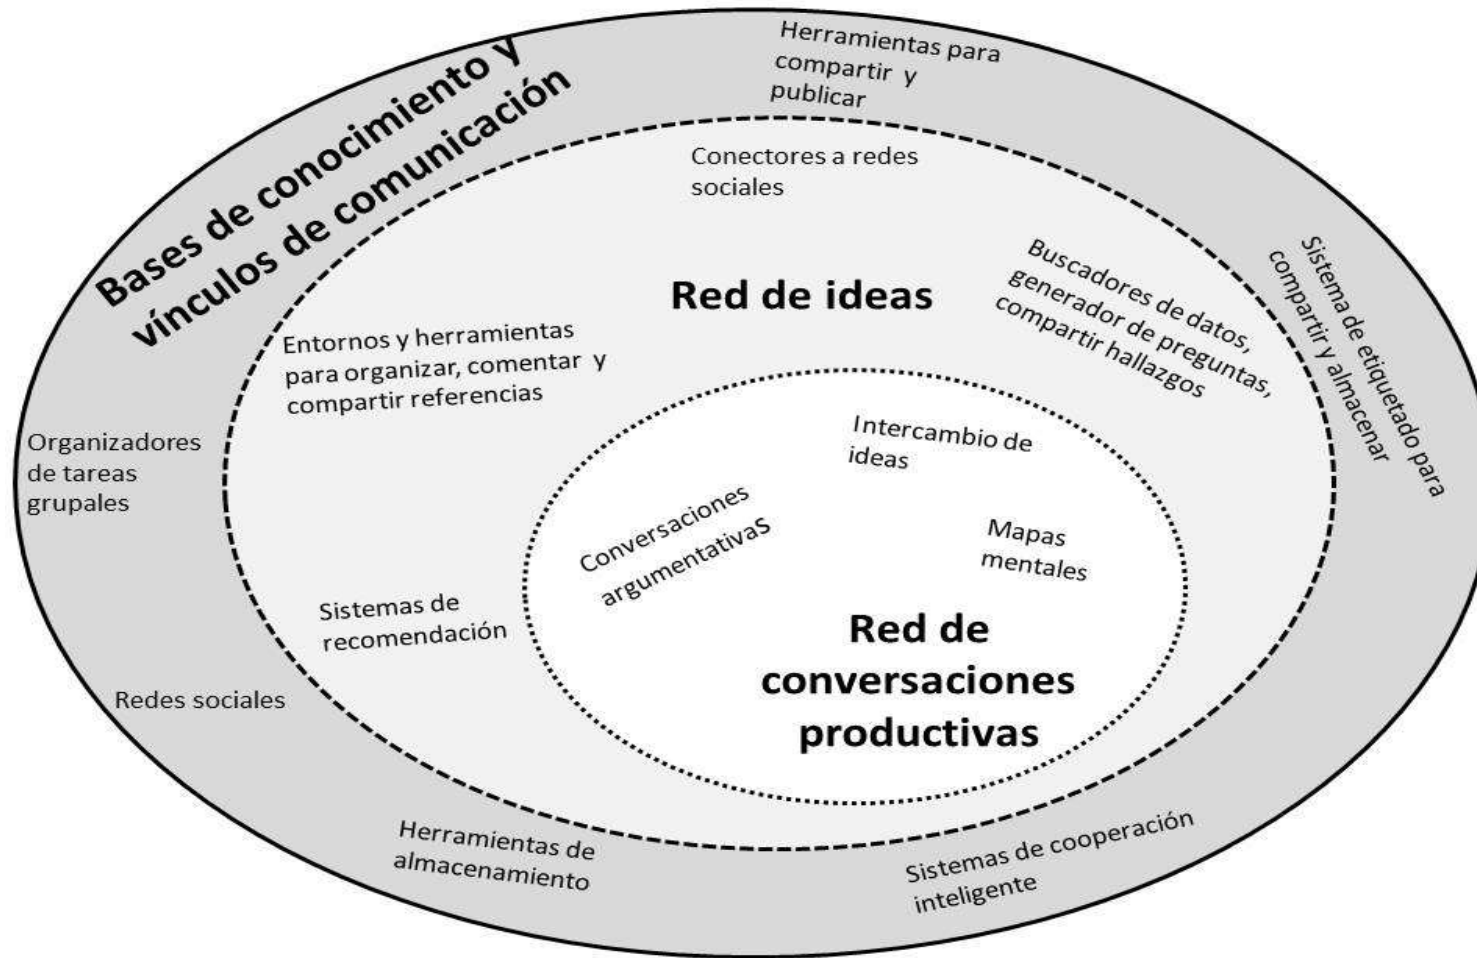 Bases de conocimiento y
vínculos de comunicación
Herramientas para
compartir y
publicar
Conectores a redes
sociales
Sistema de etiquetado para
compartir y almacenar
Buscadores de datos,
generador de preguntas,
compartir hallazgos
Red de ideas
Entornos y herramientas
para organizar, comentar y
compartir referencias
Organizadores
de tareas
grupales
Intercambio de
ideas
Conversaciones
argumentativas
Mapas
mentales
Sistemas de
recomendación
Red de
conversaciones
productivas
Redes sociales
Herramientas de
almacenamiento
Sistemas de cooperación
inteligente